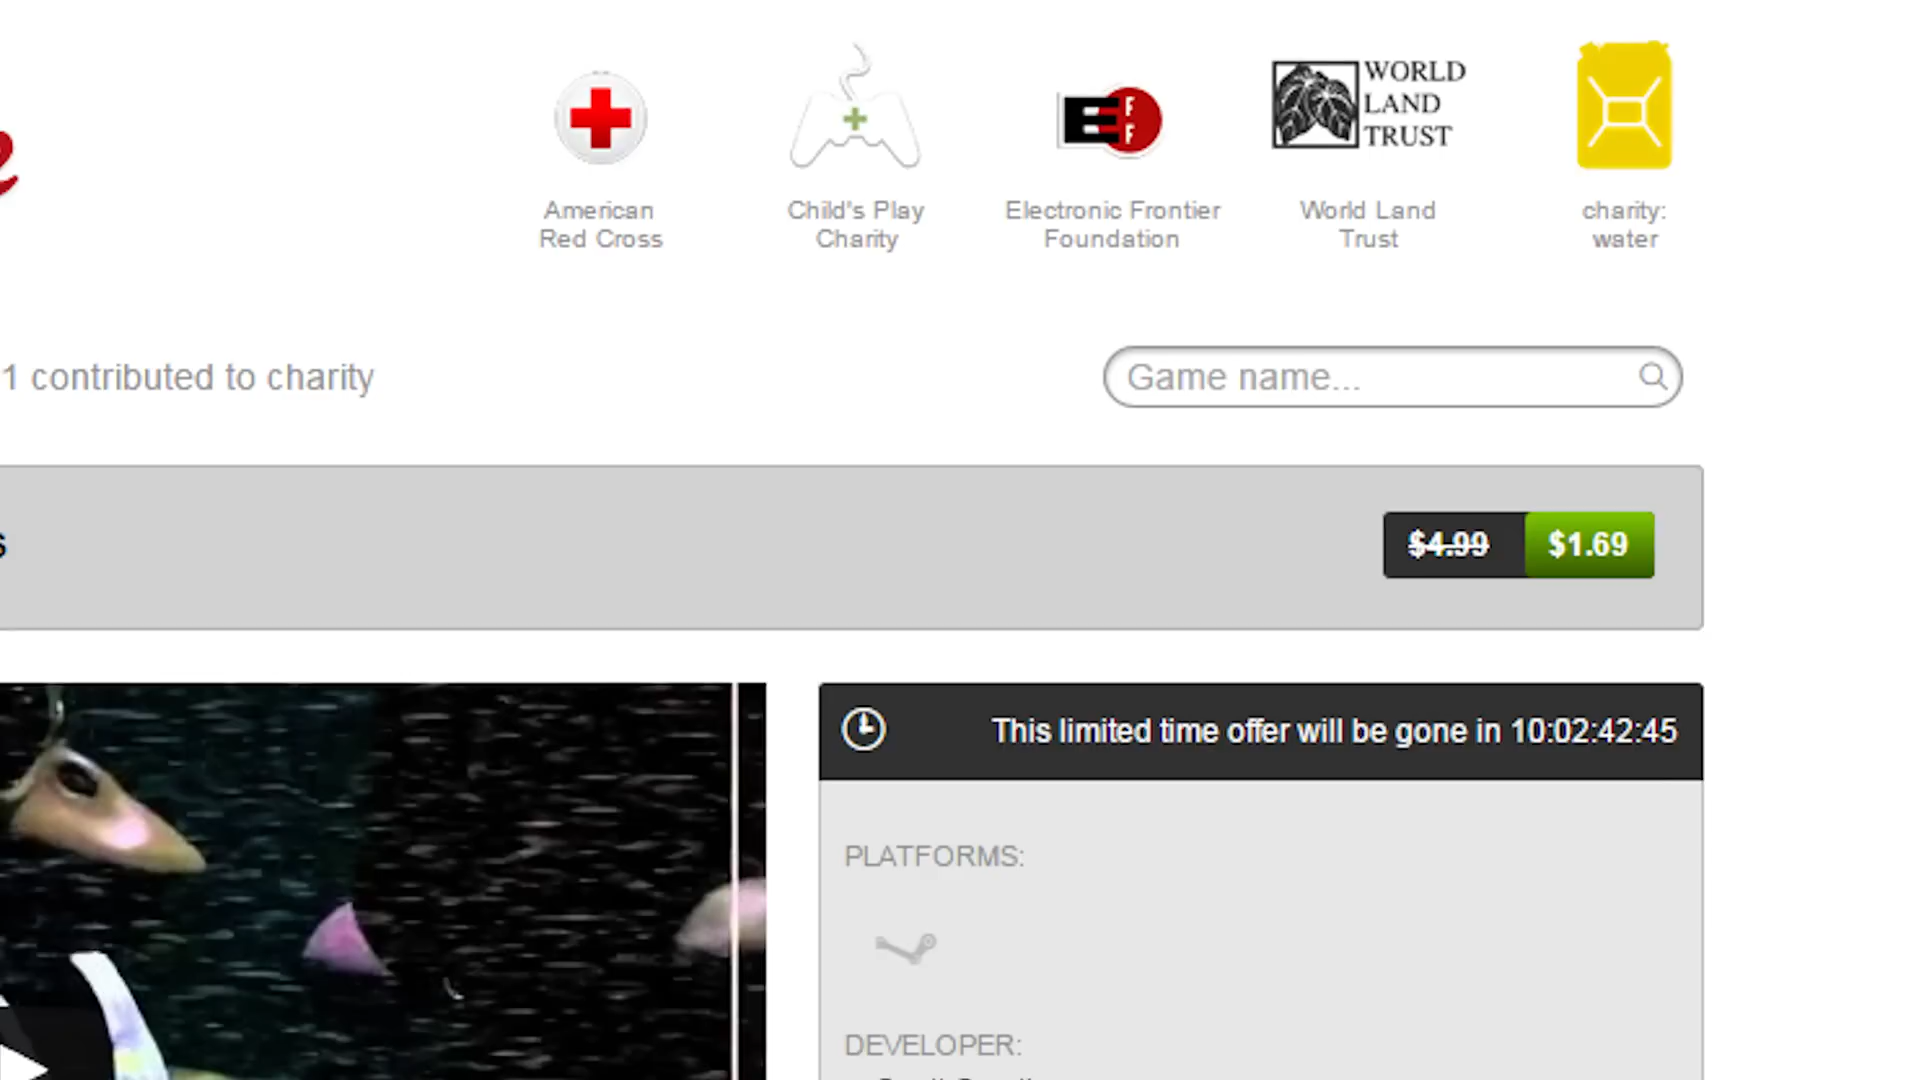 WORLD
LAND
TRUST
E
F
F
American
Red Cross
Child's Play
Charity
Electronic Frontier
Foundation
World Land
Trust
charity:
water
1 contributed to charity
Game name...
s
$4.99 $1.69
This limited time offer will be gone in 10:02:42:45
PLATFORMS:
DEVELOPER: